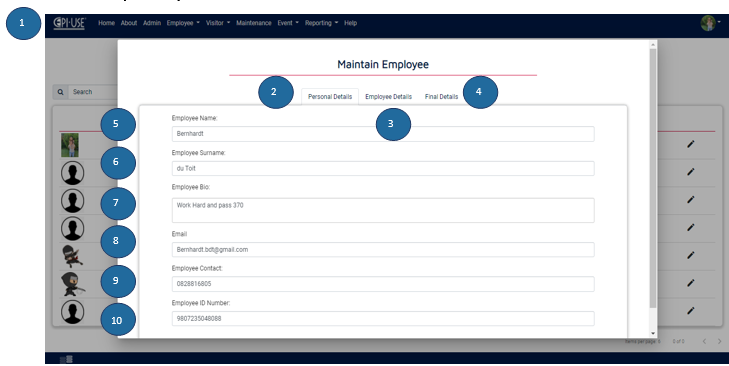 1
EPI-USE Home About Admin Employee Visitor Maintenance Event Reporting Help
Maintain Employee
Search
2 Personal Details Employee Details Final Details 4
3
5 Employee Name:
Bernhardt
6 Employee Surname:
du Toit
7 Employee Bio:
Work Hard and pass 370
8 Email
Bernhardt.bdt@gmail.com
9 Employee Contact:
0828816805
10 Employee ID Number:
9807235048088
Items per page: